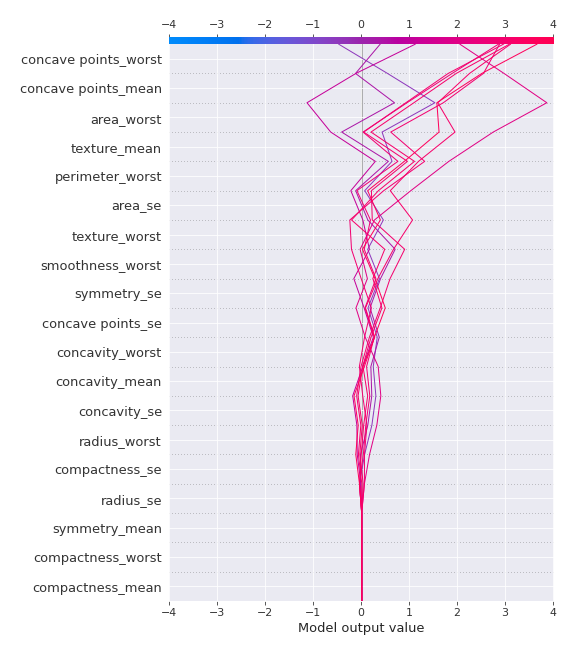 −4 −3 −2 −1 0 1 2 3 4
concave points_worst
concave points_mean
area_worst
texture_mean
perimeter_worst
area_se
texture_worst
smoothness_worst
symmetry_se
concave points_se
concavity_worst
concavity_mean
concavity_se
radius_worst
compactness_se
radius_se
symmetry_mean
compactness_worst
compactness_mean
−4 −3 −2 −1 0 1 2 3 4
Model output value